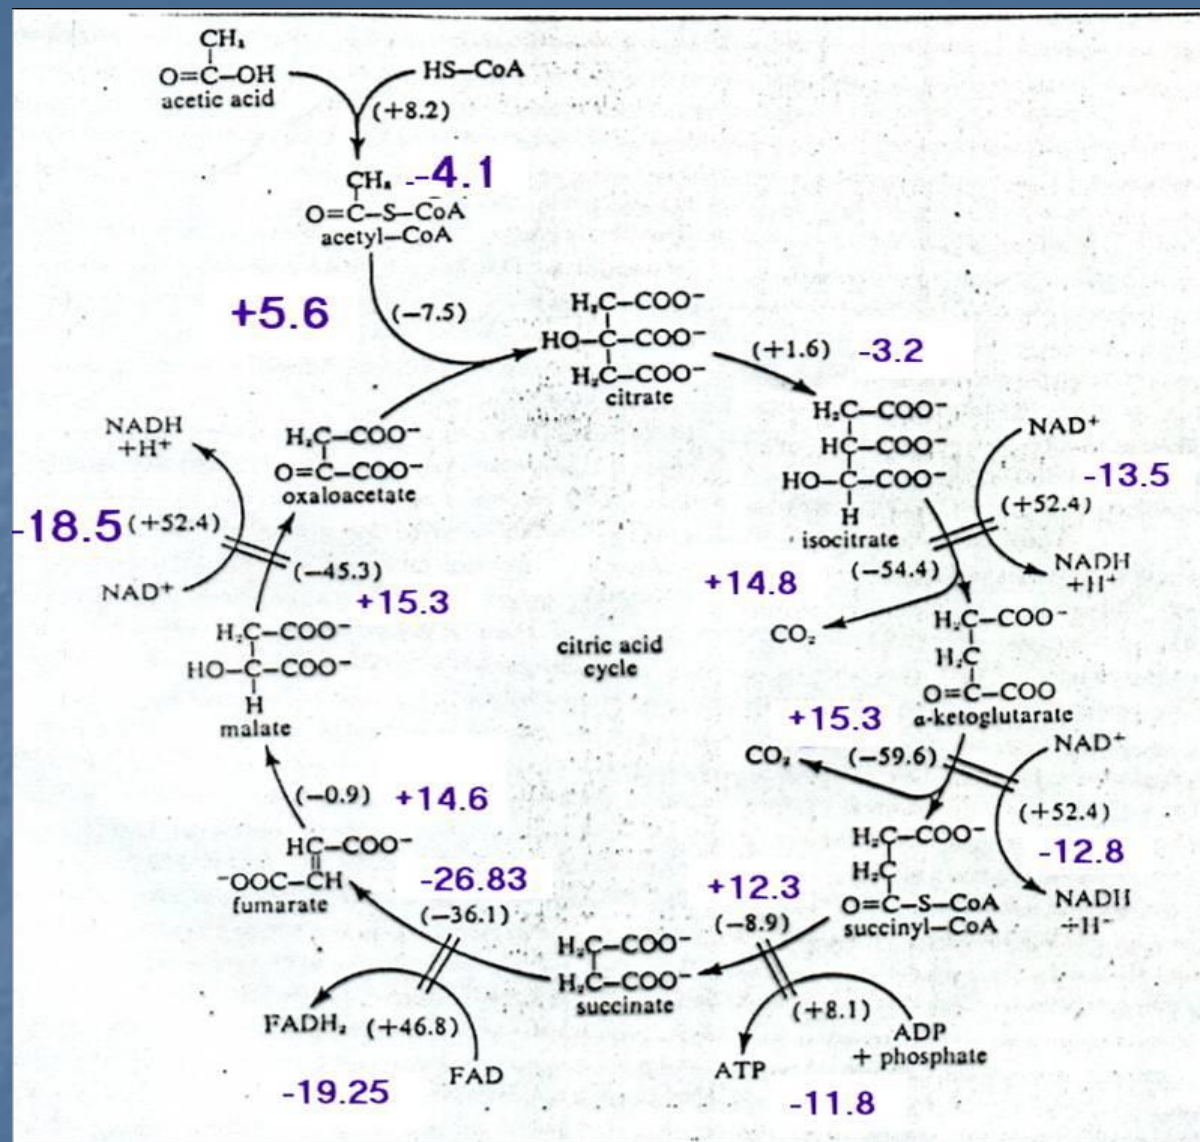 CH₃
O=C—OH
acetic acid
HS—CoA
(+8.2)
CH₃
--4.1
O=C—S—CoA
acetyl—CoA
+5.6
(−7.5)
H₂C—COO⁻
HO—C—COO⁻
H₂C—COO⁻
citrate
(+1.6)
-3.2
H₂C—COO⁻
HC—COO⁻
HO—C—COO⁻
H
isocitrate
NAD⁺
-13.5
(+52.4)
NADH
+H⁺
(−54.4)
+14.8
CO₂
H₂C—COO⁻
H₂C
O=C—COO
α-ketoglutarate
NAD⁺
+15.3
(−59.6)
CO₂
(+52.4)
-12.8
NADH
+H⁻
H₂C—COO⁻
H₂C
O=C—S—CoA
succinyl—CoA
+12.3
(−8.9)
(+8.1)
ADP
+ phosphate
ATP
-11.8
H₂C—COO⁻
H₂C—COO⁻
succinate
-26.83
(−36.1)
FADH₂
(+46.8)
FAD
-19.25
HC—COO⁻
⁻OOC—CH
fumarate
(−0.9)
+14.6
H₂C—COO⁻
HO—C—COO⁻
H
malate
(−45.3)
+15.3
NADH
+H⁺
-18.5
(+52.4)
NAD⁺
H₂C—COO⁻
O=C—COO⁻
oxaloacetate
citric acid
cycle